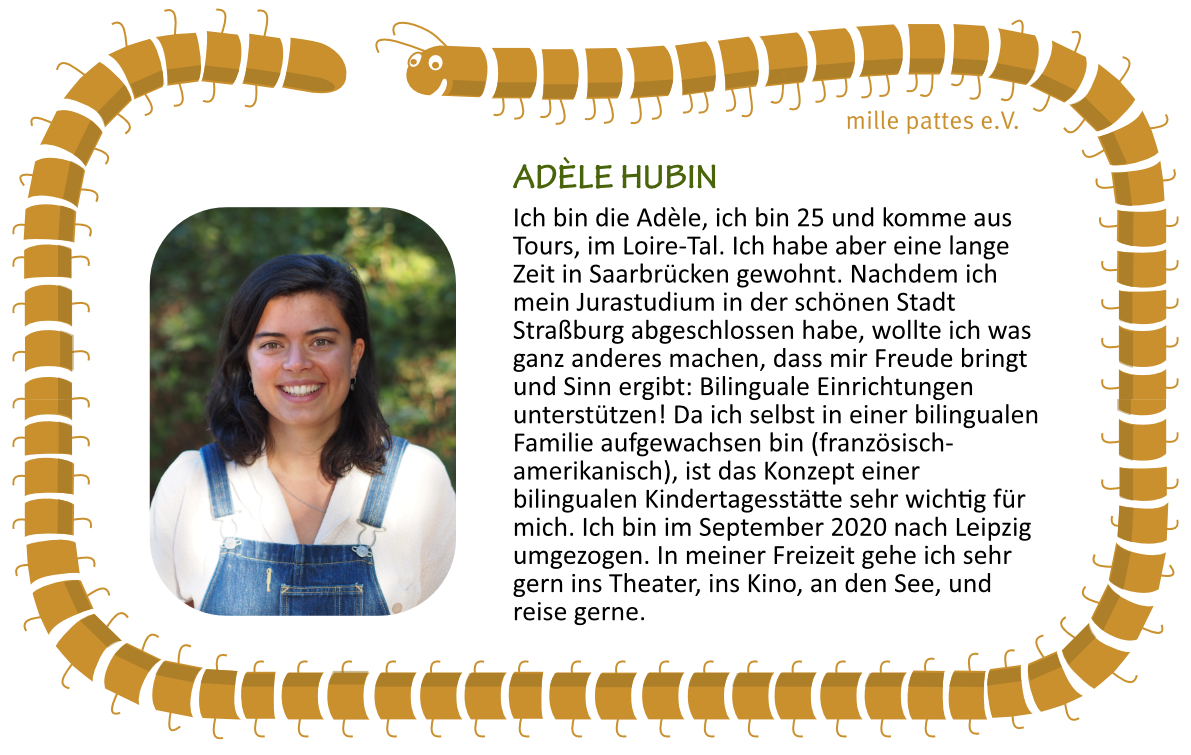 mille pattes e.V.
ADÈLE HUBIN
Ich bin die Adèle, ich bin 25 und komme aus
Tours, im Loire-Tal. Ich habe aber eine lange
Zeit in Saarbrücken gewohnt. Nachdem ich
mein Jurastudium in der schönen Stadt
Straßburg abgeschlossen habe, wollte ich was
ganz anderes machen, dass mir Freude bringt
und Sinn ergibt: Bilinguale Einrichtungen
unterstützen! Da ich selbst in einer bilingualen
Familie aufgewachsen bin (französisch-
amerikanisch), ist das Konzept einer
bilingualen Kindertagesstätte sehr wichtig für
mich. Ich bin im September 2020 nach Leipzig
umgezogen. In meiner Freizeit gehe ich sehr
gern ins Theater, ins Kino, an den See, und
reise gerne.